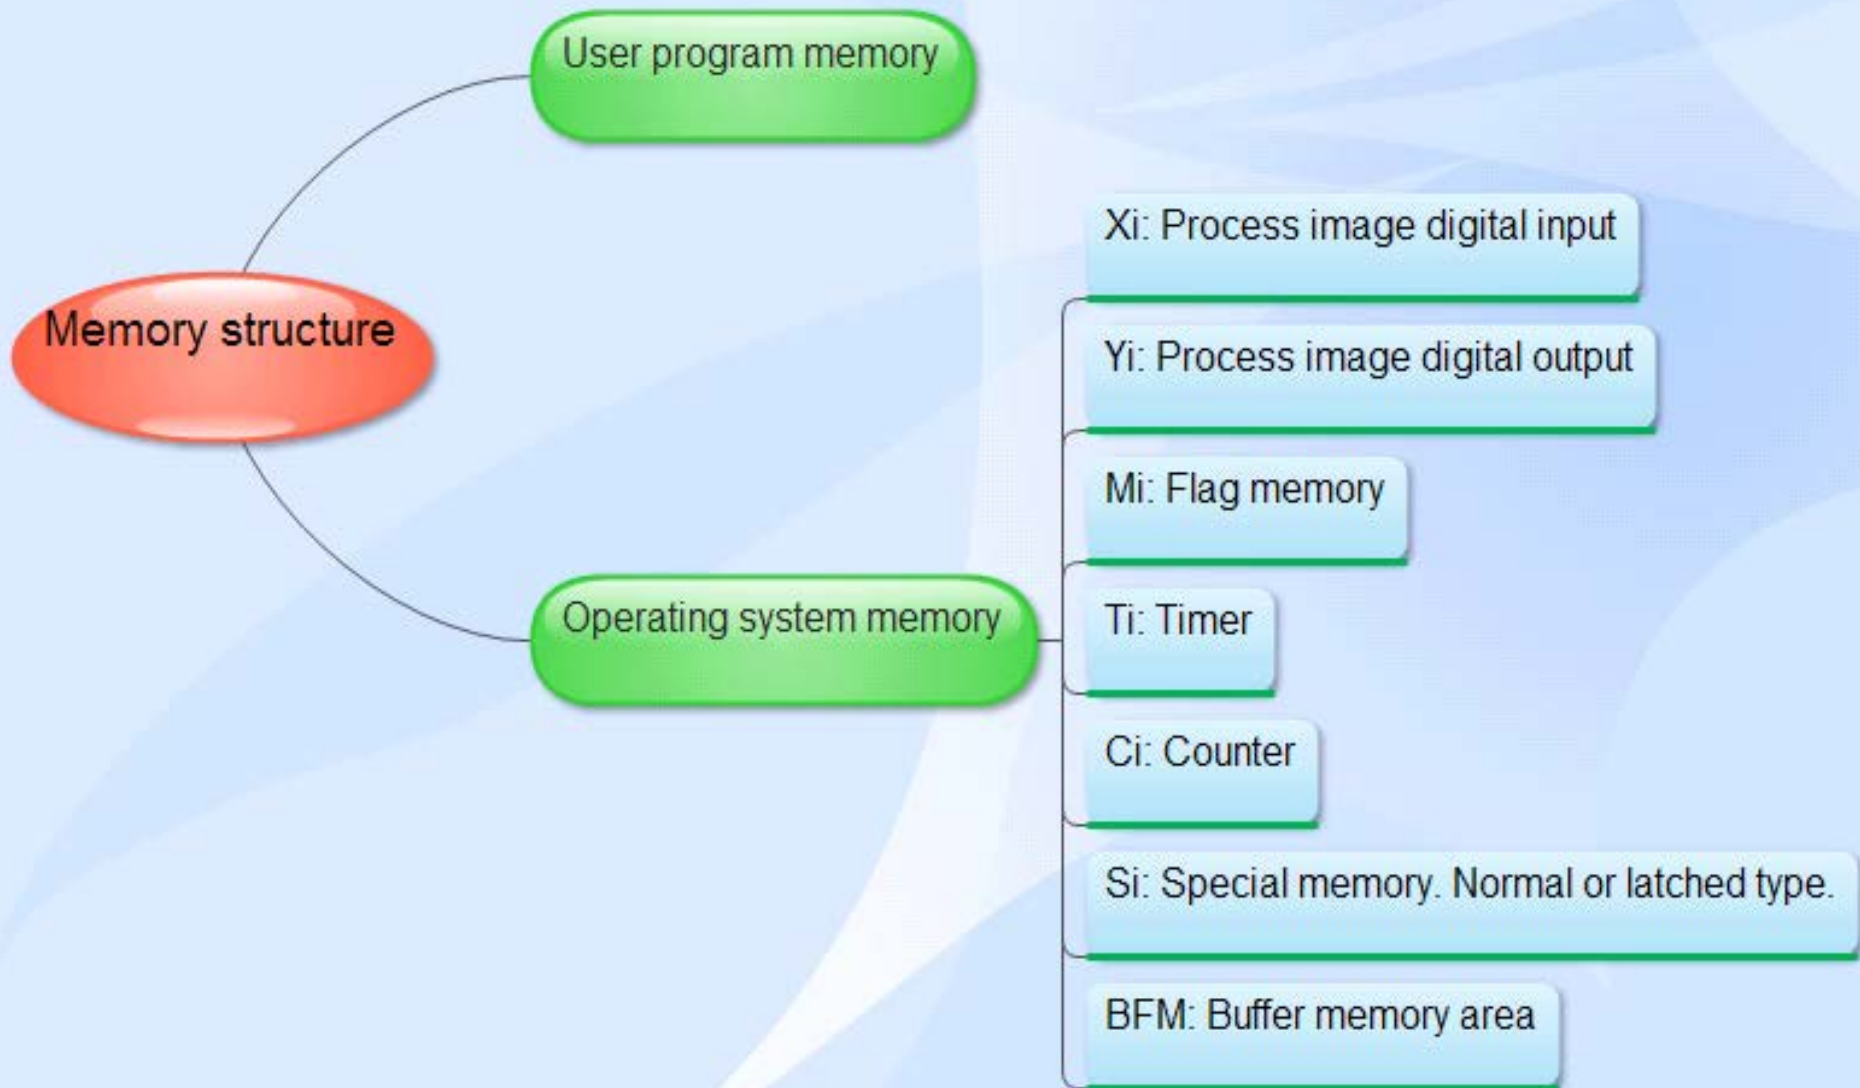 User program memory
Memory structure
Operating system memory
Xi: Process image digital input
Yi: Process image digital output
Mi: Flag memory
Ti: Timer
Ci: Counter
Si: Special memory. Normal or latched type.
BFM: Buffer memory area